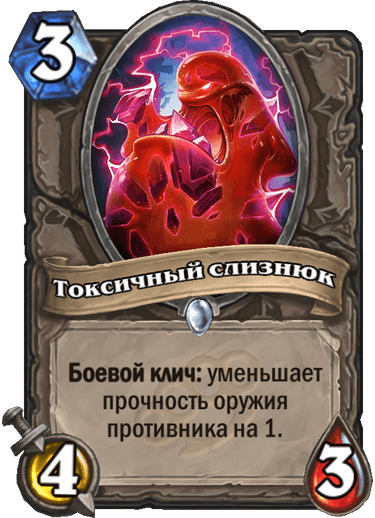 3
Токсичный слизнюк
Боевой клич: уменьшает
прочность оружия
противника на 1.
4
3